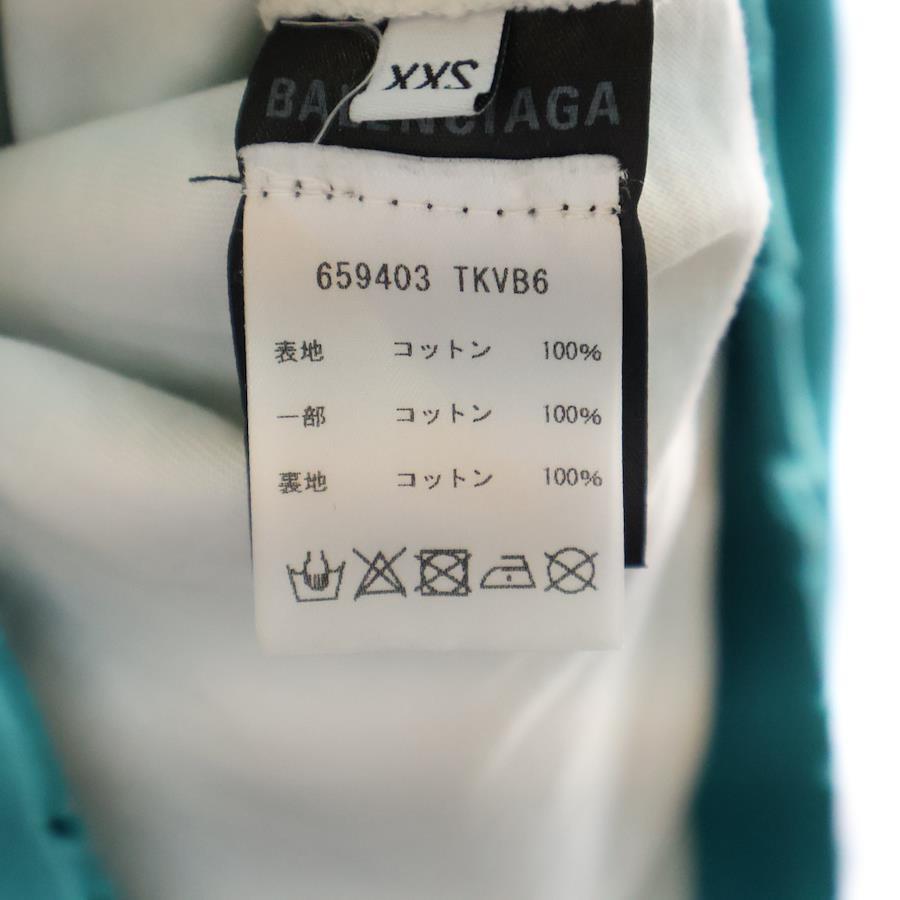 XXS
BALENCIAGA
659403 TKVB6
表地 コットン 100%
一部 コットン 100%
裏地 コットン 100%